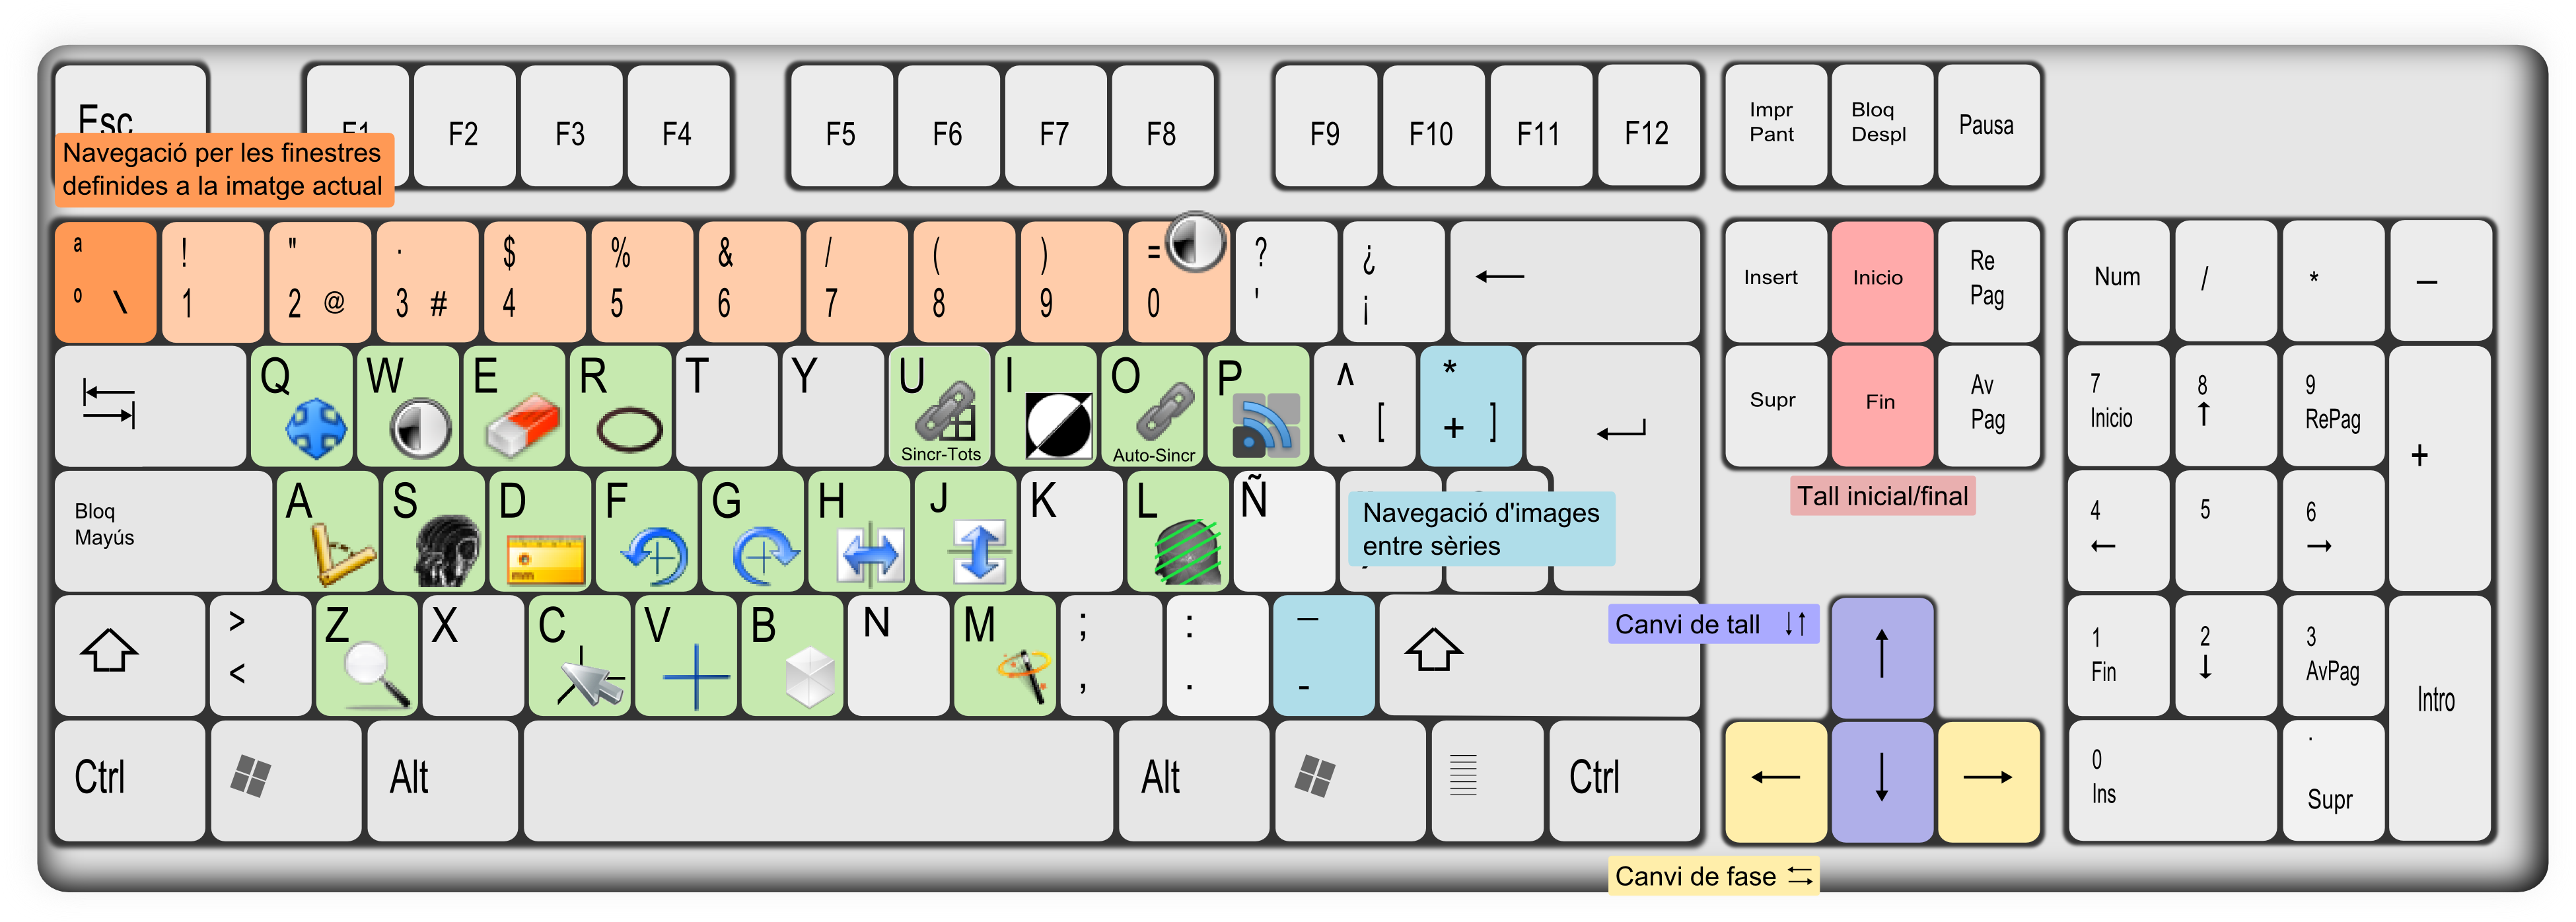 Esc
F1
F2
F3
F4
F5
F6
F7
F8
F9
F10
F11
F12
Impr
Pant
Bloq
Despl
Pausa
Navegació per les finestres
definides a la imatge actual
ª
º \
!
1
"
2 @
·
3 #
$
4
%
5
&
6
/
7
(
8
)
9
=
0
?
'
¿
¡
←
Insert
Inicio
Re
Pag
Num
/
*
–
Q
W
E
R
T
Y
U
Sincr-Tots
I
O
Auto-Sincr
P
^
` [
*
+ ]
Supr
Fin
Av
Pag
7
Inicio
8
↑
9
RePag
+
Tall inicial/final
Bloq
Mayús
A
S
D
F
G
H
J
K
L
Ñ
Navegació d'images
entre sèries
4
←
5
6
→
>
<
Z
X
C
V
B
N
M
;
,
:
.
_
-
Canvi de tall ↓↑
↑
1
Fin
2
↓
3
AvPag
Intro
Ctrl
Alt
Alt
Ctrl
←
↓
→
0
Ins
.
Supr
Canvi de fase ⇆